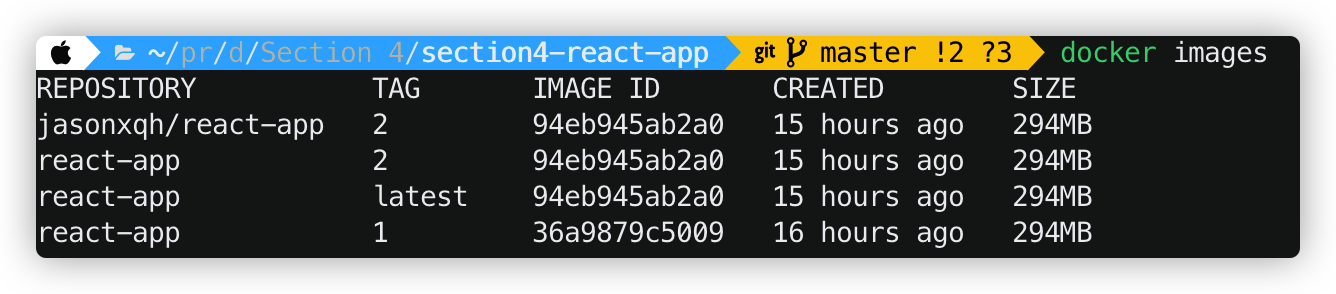 ~/pr/d/Section 4/section4-react-app git master !2 ?3 docker images
REPOSITORY TAG IMAGE ID CREATED SIZE
jasonxqh/react-app 2 94eb945ab2a0 15 hours ago 294MB
react-app 2 94eb945ab2a0 15 hours ago 294MB
react-app latest 94eb945ab2a0 15 hours ago 294MB
react-app 1 36a9879c5009 16 hours ago 294MB